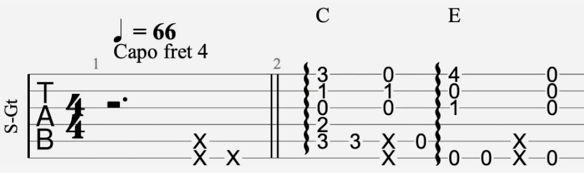 C E
♩ = 66
Capo fret 4
1 2
S-Gt
T
A
B
4
4
3 0 4 0
1 1 0 0
0 0 1
2
X 3 3 X 0 X
X X X 0 0 X 0